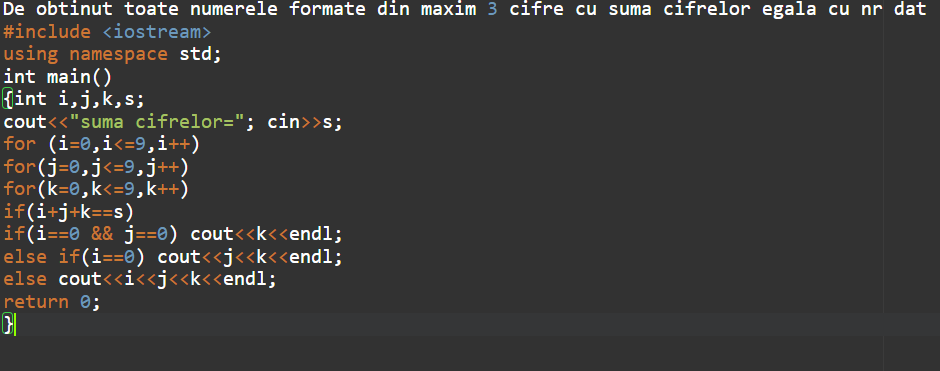 De obtinut toate numerele formate din maxim 3 cifre cu suma cifrelor egala cu nr dat
#include <iostream>
using namespace std;
int main()
{int i,j,k,s;
cout<<"suma cifrelor="; cin>>s;
for (i=0,i<=9,i++)
for(j=0,j<=9,j++)
for(k=0,k<=9,k++)
if(i+j+k==s)
if(i==0 && j==0) cout<<k<<endl;
else if(i==0) cout<<j<<k<<endl;
else cout<<i<<j<<k<<endl;
return 0;
}